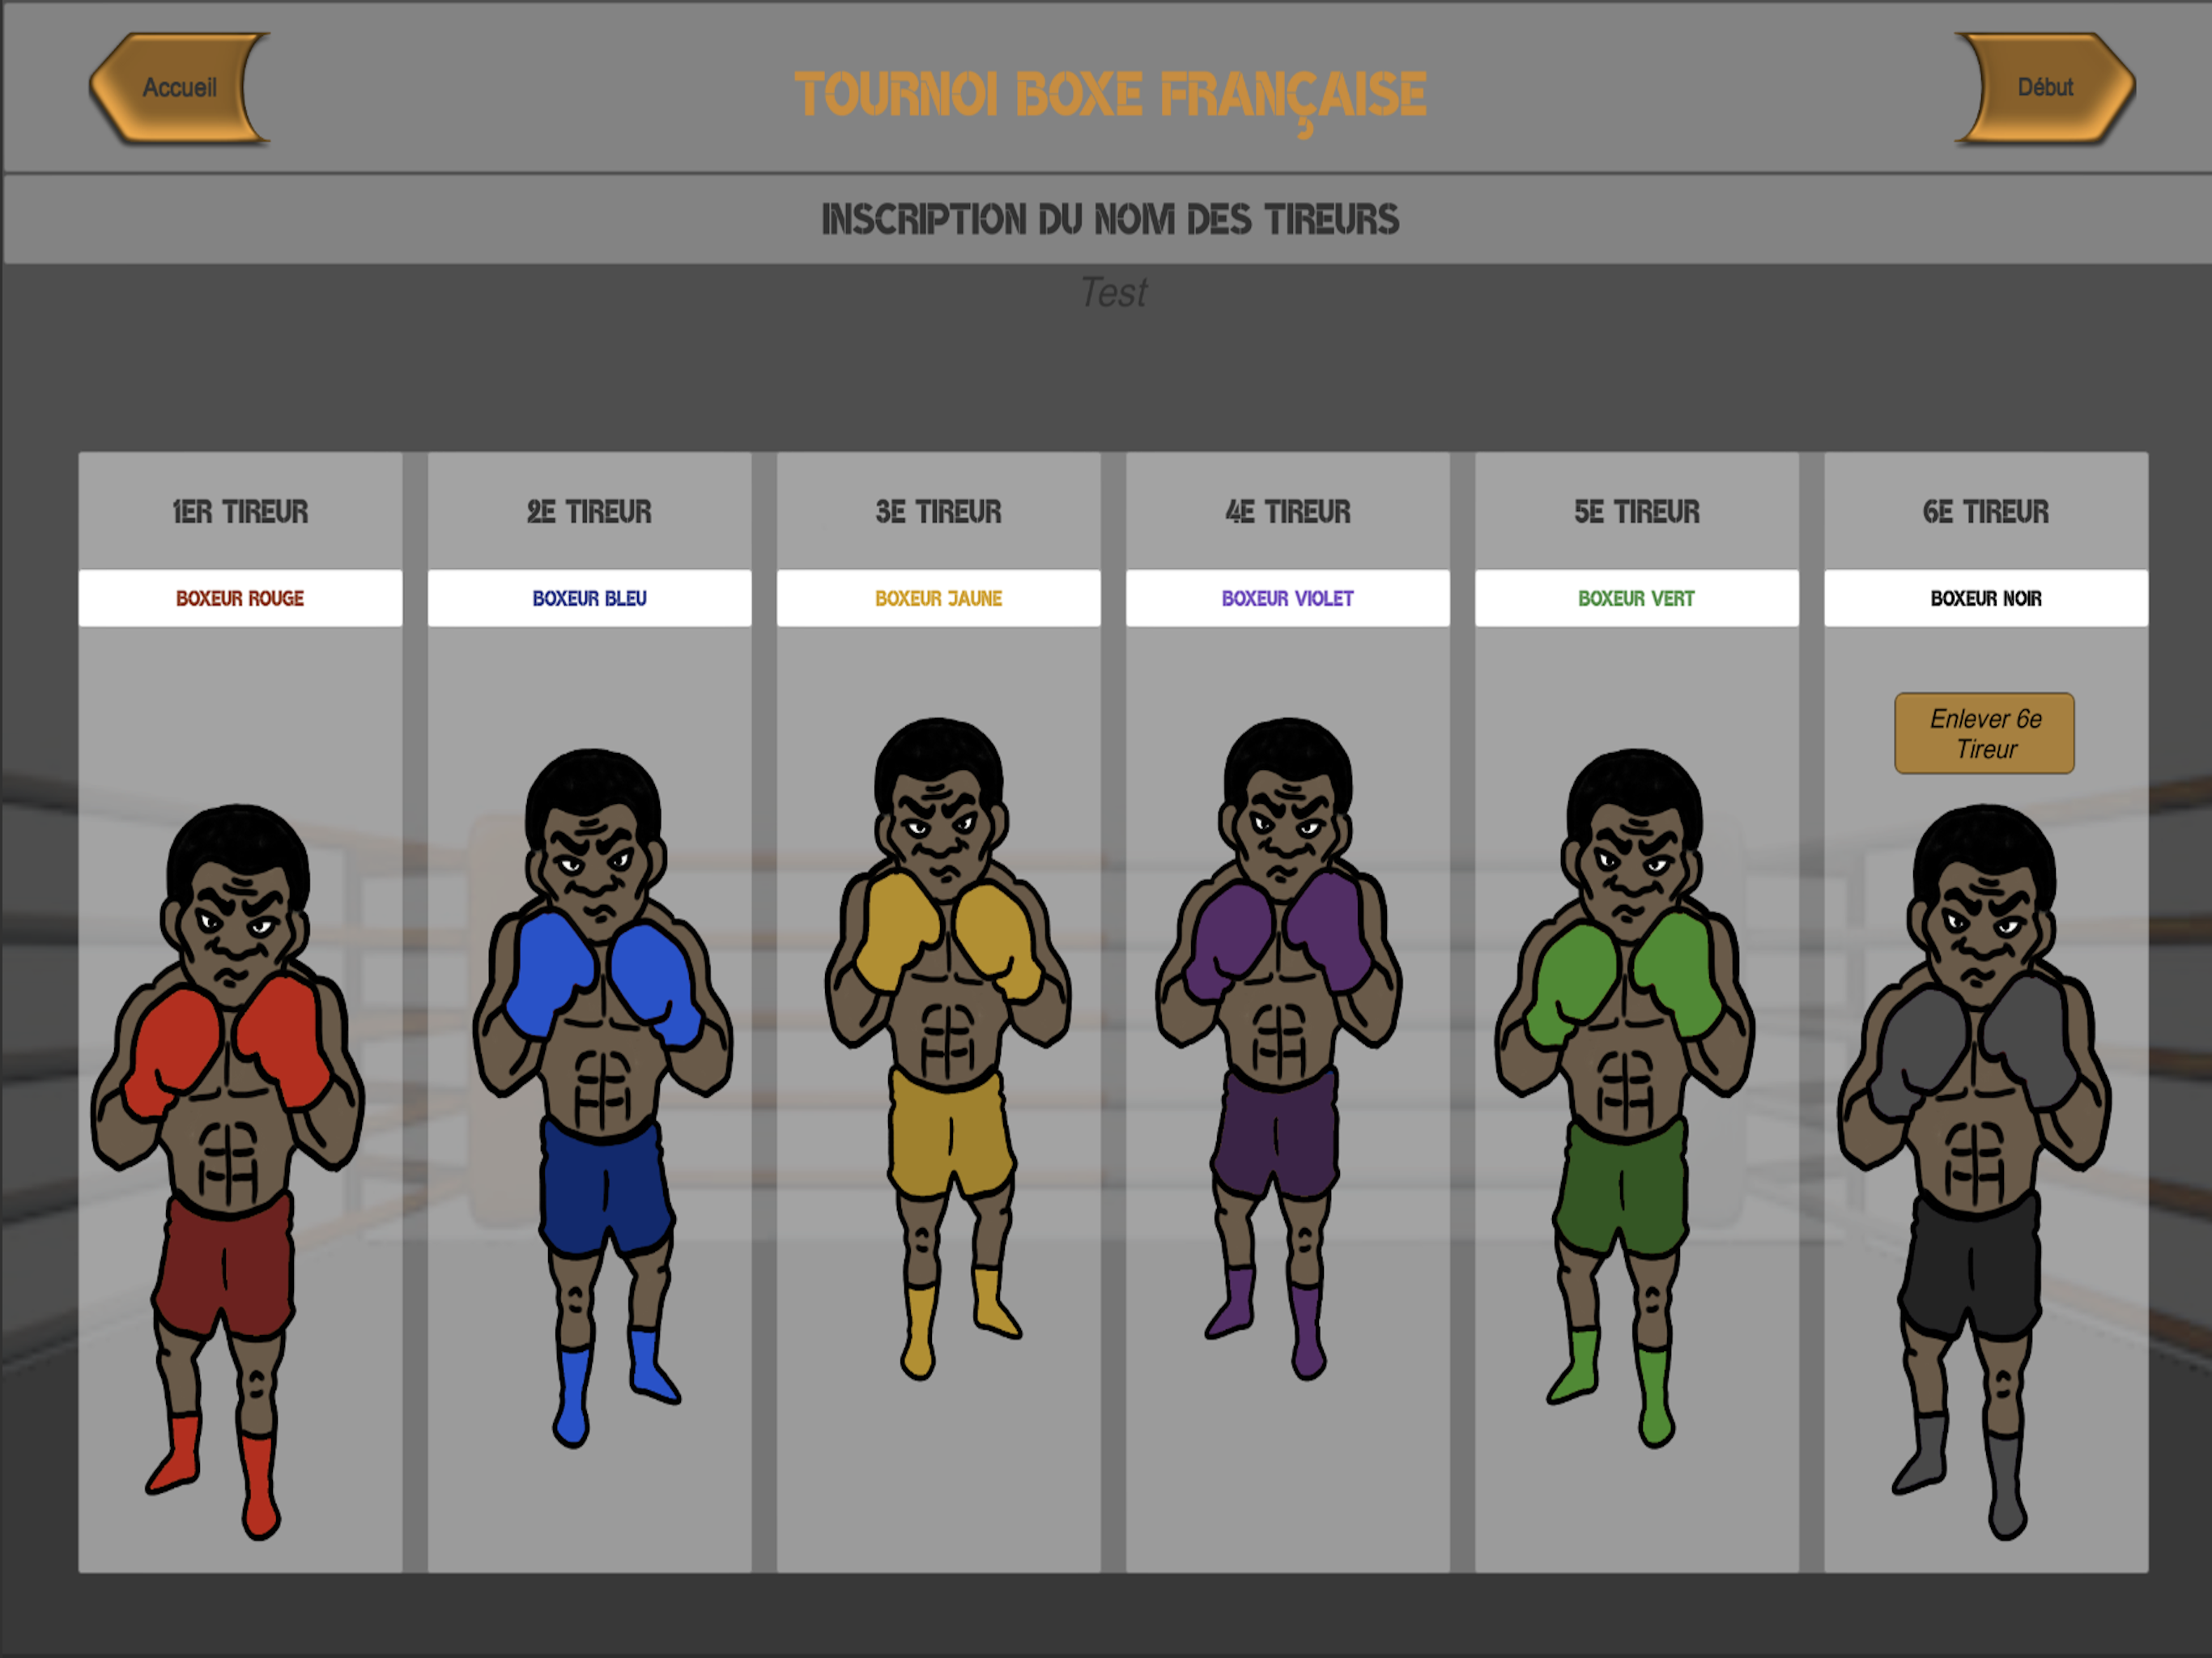 Accueil
TOURNOI BOXE FRANÇAISE
Début
INSCRIPTION DU NOM DES TIREURS
Test
1ER TIREUR
2E TIREUR
3E TIREUR
4E TIREUR
5E TIREUR
6E TIREUR
BOXEUR ROUGE
BOXEUR BLEU
BOXEUR JAUNE
BOXEUR VIOLET
BOXEUR VERT
BOXEUR NOIR
Enlever 6e
Tireur